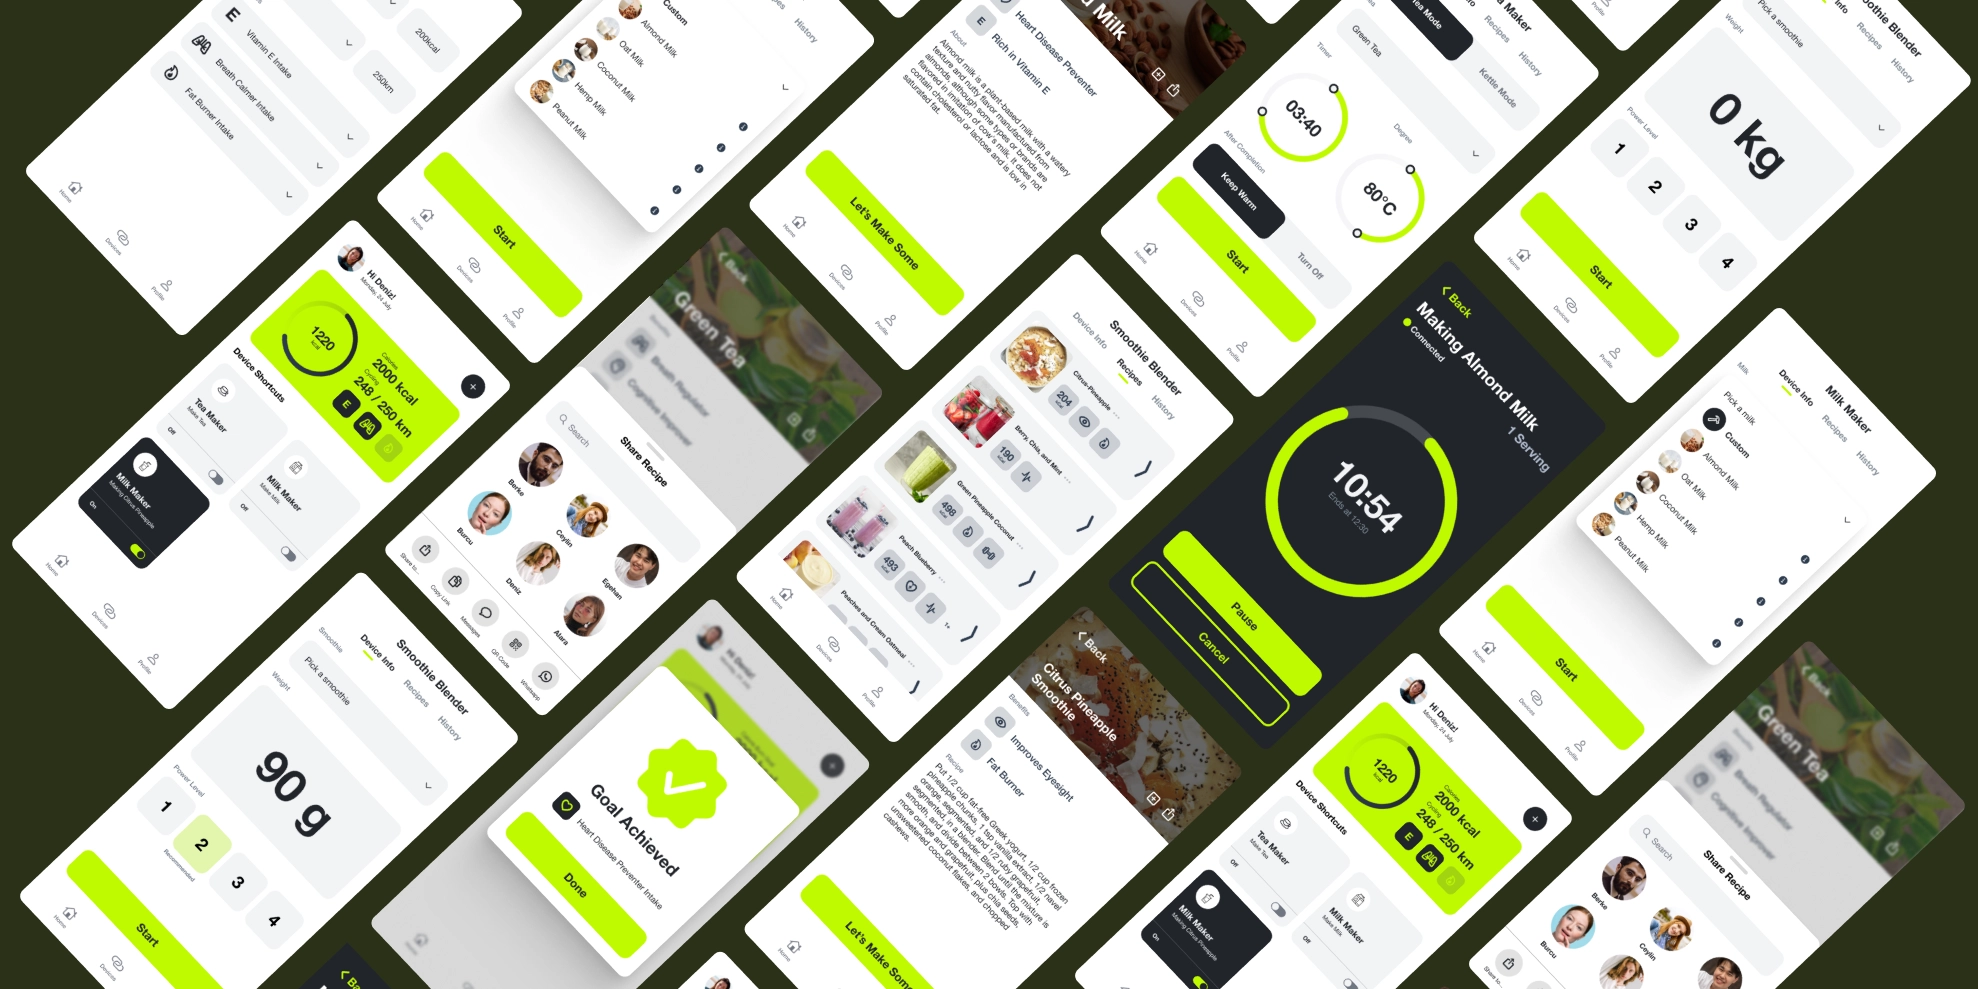 E
Vitamin E Intake
Breath Calmer Intake
Fat Burner Intake
200kcal
250km
Home
Devices
Profile
Custom
Almond Milk
Oat Milk
Coconut Milk
Hemp Milk
Peanut Milk
History
Start
Home
Devices
Profile
Milk
Heart Disease Preventer
E
Rich in Vitamin E
About
Almond milk is a plant-based milk with a watery
texture and nutty flavor manufactured from
almonds, although some types or brands are
flavored in imitation of cow's milk. It does not
contain cholesterol or lactose and is low in
saturated fat.
Let's Make Some
Home
Devices
Profile
Maker
Recipes
History
Tea Mode
Kettle Mode
Green Tea
Timer
03:40
Degree
80°C
After Completion
Keep Warm
Turn Off
Start
Home
Devices
Profile
Smoothie Blender
Info
Recipes
History
Pick a smoothie
Weight
0 kg
Power Level
1
2
3
4
Start
Home
Devices
Profile
Hi Deniz!
Monday, 24 July
1220
kcal
Calories
2000 kcal
Cycling
248 / 250 km
E
Device Shortcuts
Tea Maker
Make Tea
Off
Milk Maker
Make Milk
Off
Milk Maker
Making Citrus Pineapple
On
Home
Devices
Profile
Back
Green Tea
Benefits
Breath Regulator
Cognitive Improver
Share Recipe
Search
Berke
Ceylin
Egehan
Burcu
Deniz
Alara
Share to...
Copy Link
Messages
QR Code
Whatsapp
Smoothie Blender
Device Info
Recipes
History
Citrus-Pineapple ...
204
kcal
Berry, Chia, and Mint ...
190
kcal
Green Pineapple Coconut ...
498
kcal
Peach Blueberry ...
493
kcal
1+
Peaches and Cream Oatmeal ...
Home
Devices
Profile
Back
Making Almond Milk
Connected
1 Serving
10:54
Ends at 12:30
Pause
Cancel
Milk Maker
Device Info
Recipes
History
Milk
Pick a milk
Custom
Almond Milk
Oat Milk
Coconut Milk
Hemp Milk
Peanut Milk
Start
Home
Devices
Profile
Smoothie Blender
Device Info
Recipes
History
Smoothie
Pick a smoothie
Weight
90 g
Power Level
1
2
3
4
Recommended
Start
Home
Devices
Hi Deniz!
Goal Achieved
Heart Disease Preventer Intake
Done
Back
Citrus Pineapple
Smoothie
Benefits
Improves Eyesight
Fat Burner
Recipe
Put 1/2 cup fat-free Greek yogurt, 1/2 cup frozen
pineapple chunks, 1 tsp vanilla extract, 1/2 navel
orange, segmented, and 1/2 ruby grapefruit,
segmented, in a blender. Blend until the mixture is
smooth, and divide between 2 bowls. Top with
more orange and grapefruit, plus chia seeds,
unsweetened coconut flakes, and chopped
cashews.
Let's Make Some
Home
Hi Deniz!
Monday, 24 July
1220
kcal
Calories
2000 kcal
Cycling
248 / 250 km
E
Device Shortcuts
Tea Maker
Make Tea
Off
Milk Maker
Make Milk
Off
Milk Maker
Making Citrus Pineapple
On
Back
Green Tea
Benefits
Breath Regulator
Cognitive Improver
Share Recipe
Search
Berke
Ceylin
Burcu
Share to...